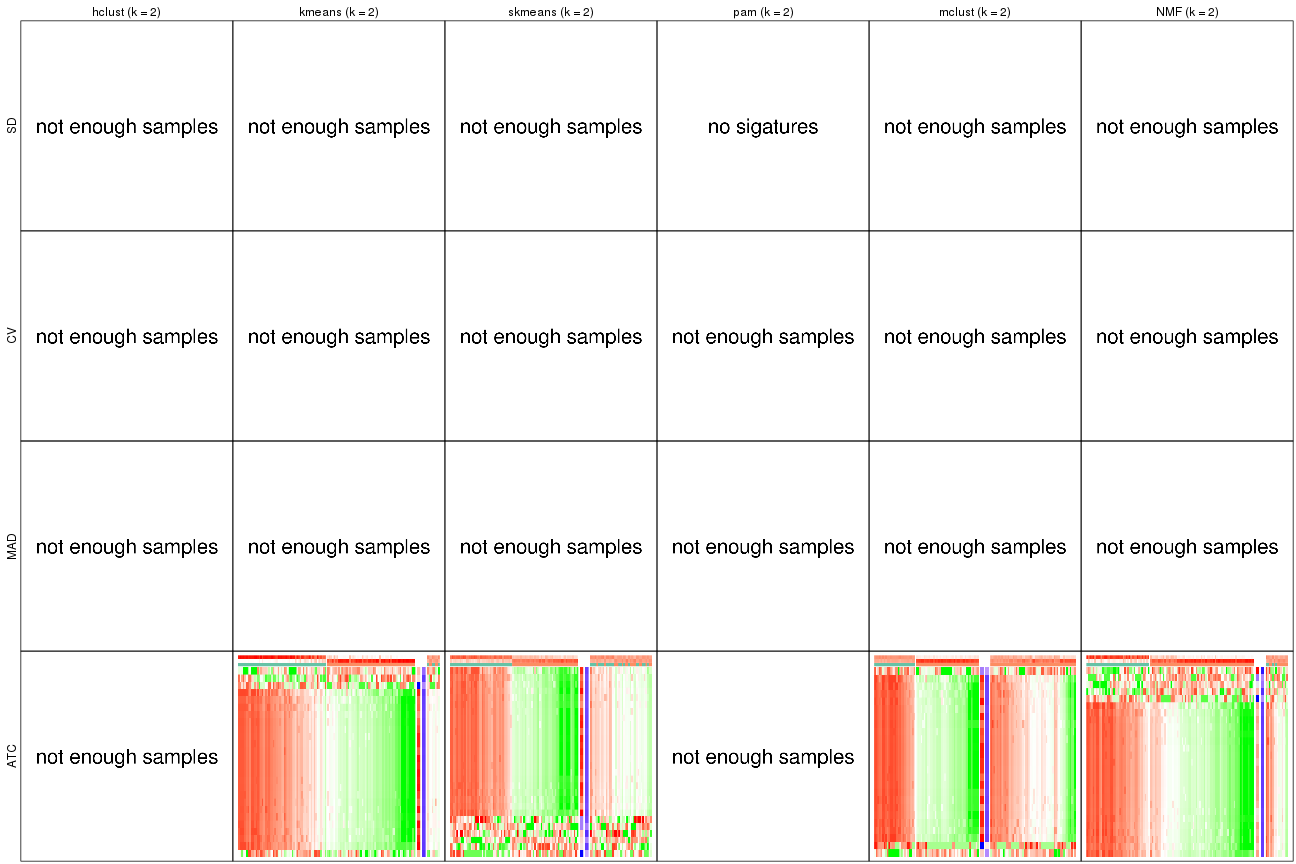 hclust (k = 2) kmeans (k = 2) skmeans (k = 2) pam (k = 2) mclust (k = 2) NMF (k = 2)
SD not enough samples not enough samples not enough samples no sigatures not enough samples not enough samples
CV not enough samples not enough samples not enough samples not enough samples not enough samples not enough samples
MAD not enough samples not enough samples not enough samples not enough samples not enough samples not enough samples
ATC not enough samples not enough samples